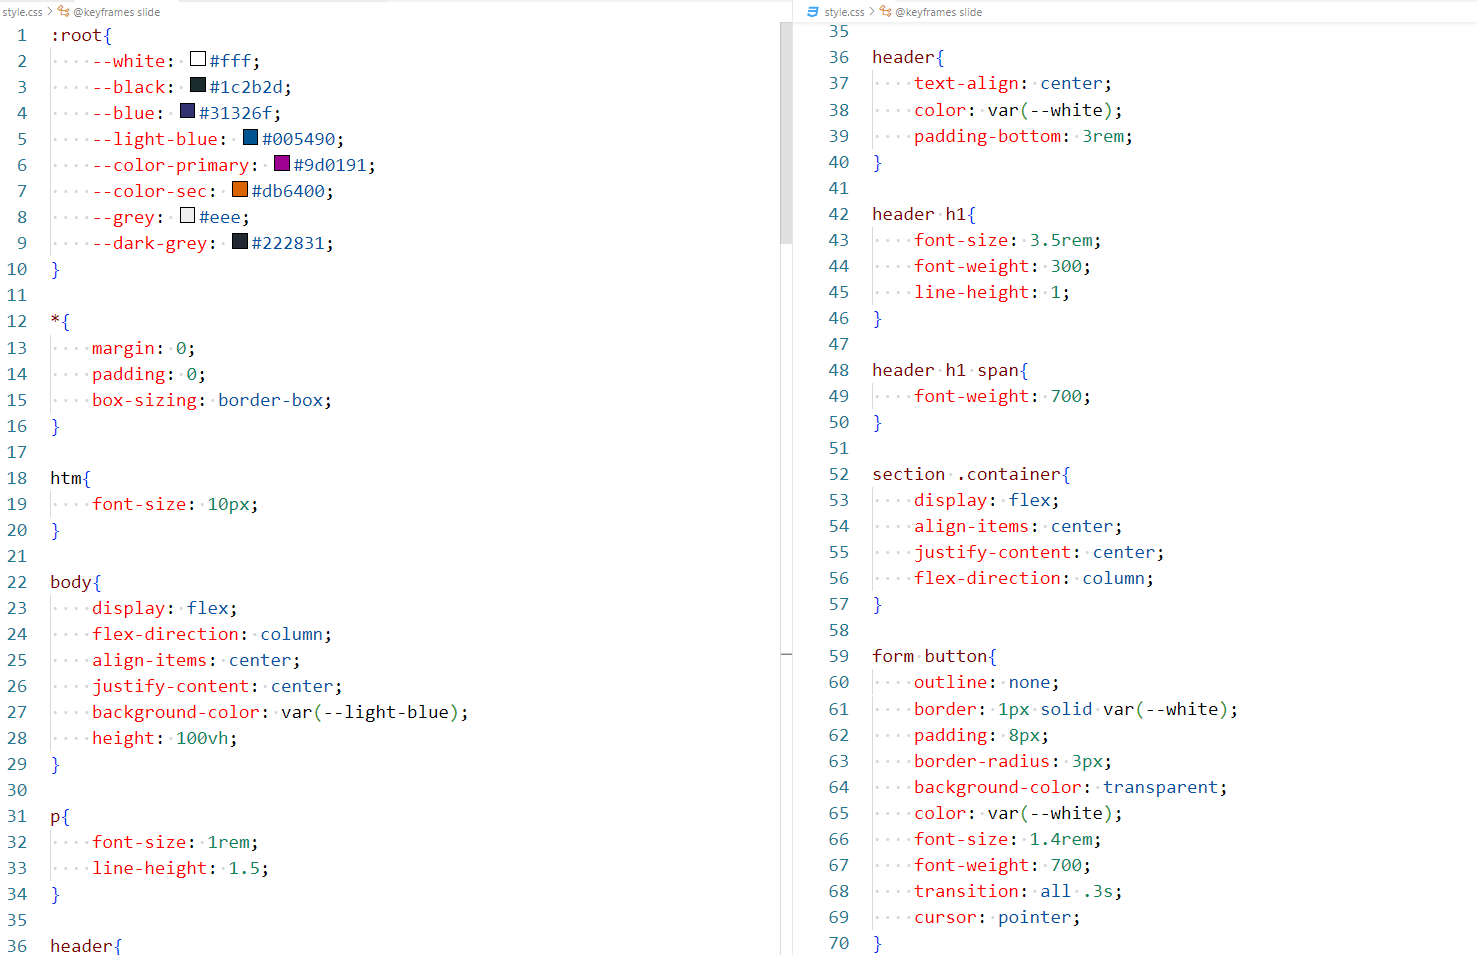 style.css > @keyframes slide
1 :root{
2 --white: #fff;
3 --black: #1c2b2d;
4 --blue: #31326f;
5 --light-blue: #005490;
6 --color-primary: #9d0191;
7 --color-sec: #db6400;
8 --grey: #eee;
9 --dark-grey: #222831;
10 }
11
12 *{
13 margin: 0;
14 padding: 0;
15 box-sizing: border-box;
16 }
17
18 htm{
19 font-size: 10px;
20 }
21
22 body{
23 display: flex;
24 flex-direction: column;
25 align-items: center;
26 justify-content: center;
27 background-color: var(--light-blue);
28 height: 100vh;
29 }
30
31 p{
32 font-size: 1rem;
33 line-height: 1.5;
34 }
35
36 header{
style.css > @keyframes slide
35
36 header{
37 text-align: center;
38 color: var(--white);
39 padding-bottom: 3rem;
40 }
41
42 header h1{
43 font-size: 3.5rem;
44 font-weight: 300;
45 line-height: 1;
46 }
47
48 header h1 span{
49 font-weight: 700;
50 }
51
52 section .container{
53 display: flex;
54 align-items: center;
55 justify-content: center;
56 flex-direction: column;
57 }
58
59 form button{
60 outline: none;
61 border: 1px solid var(--white);
62 padding: 8px;
63 border-radius: 3px;
64 background-color: transparent;
65 color: var(--white);
66 font-size: 1.4rem;
67 font-weight: 700;
68 transition: all .3s;
69 cursor: pointer;
70 }